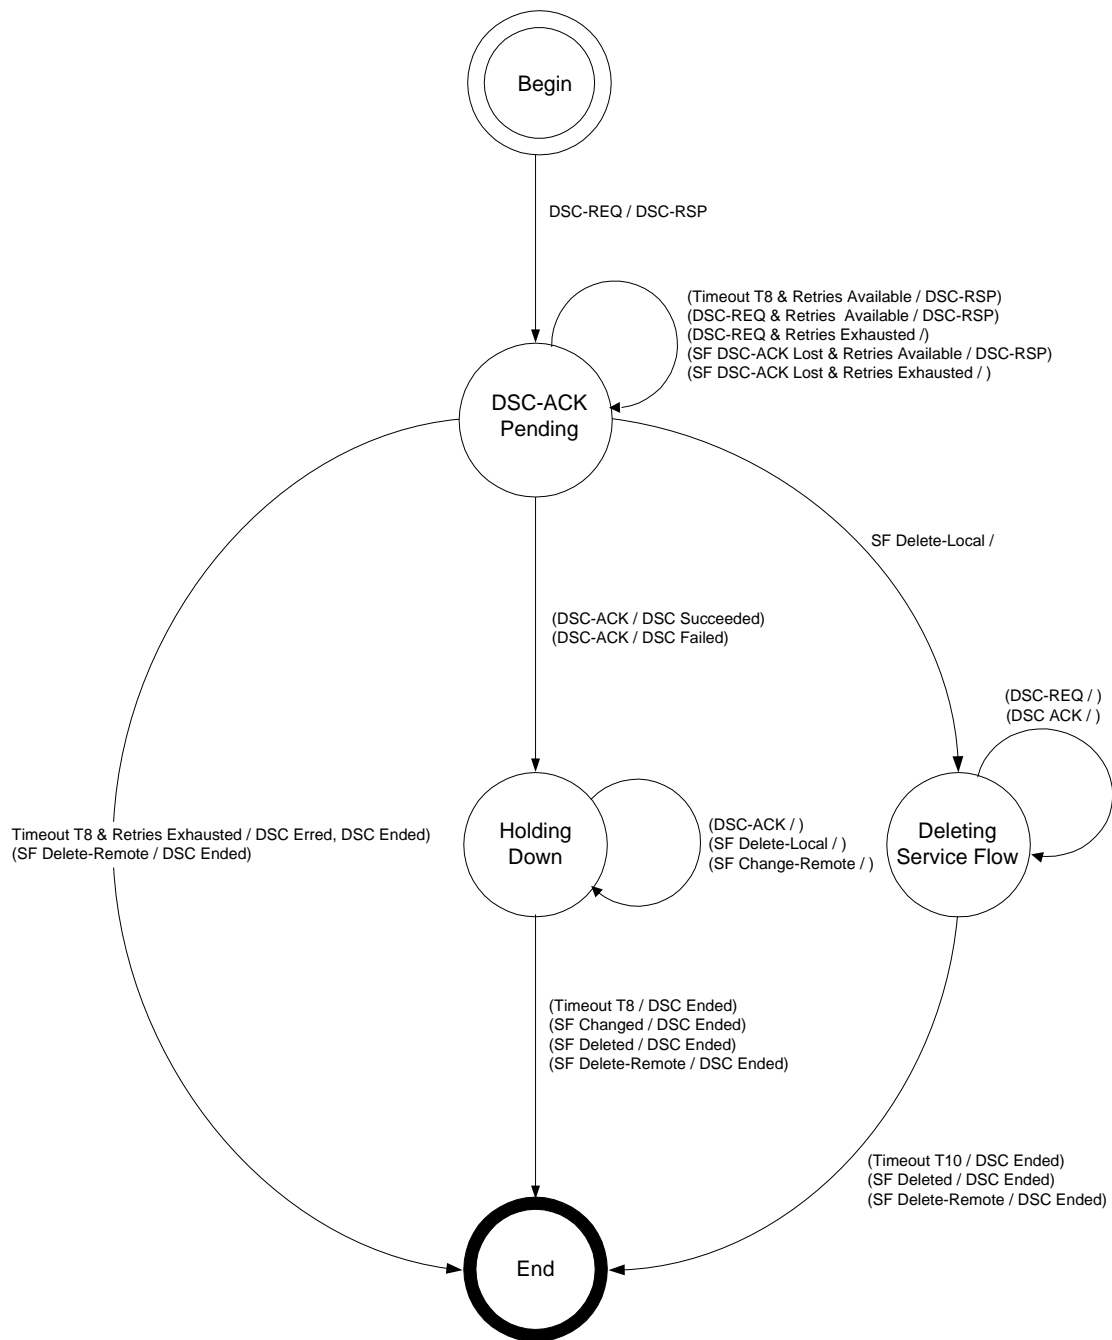 Begin
DSC-REQ / DSC-RSP
(Timeout T8 & Retries Available / DSC-RSP)
(DSC-REQ & Retries  Available / DSC-RSP)
(DSC-REQ & Retries Exhausted /)
(SF DSC-ACK Lost & Retries Available / DSC-RSP)
(SF DSC-ACK Lost & Retries Exhausted / )
DSC-ACK
Pending
SF Delete-Local /
(DSC-ACK / DSC Succeeded)
(DSC-ACK / DSC Failed)
(DSC-REQ / )
(DSC ACK / )
Timeout T8 & Retries Exhausted / DSC Erred, DSC Ended)
(SF Delete-Remote / DSC Ended)
Holding
Down
(DSC-ACK / )
(SF Delete-Local / )
(SF Change-Remote / )
Deleting
Service Flow
(Timeout T8 / DSC Ended)
(SF Changed / DSC Ended)
(SF Deleted / DSC Ended)
(SF Delete-Remote / DSC Ended)
(Timeout T10 / DSC Ended)
(SF Deleted / DSC Ended)
(SF Delete-Remote / DSC Ended)
End